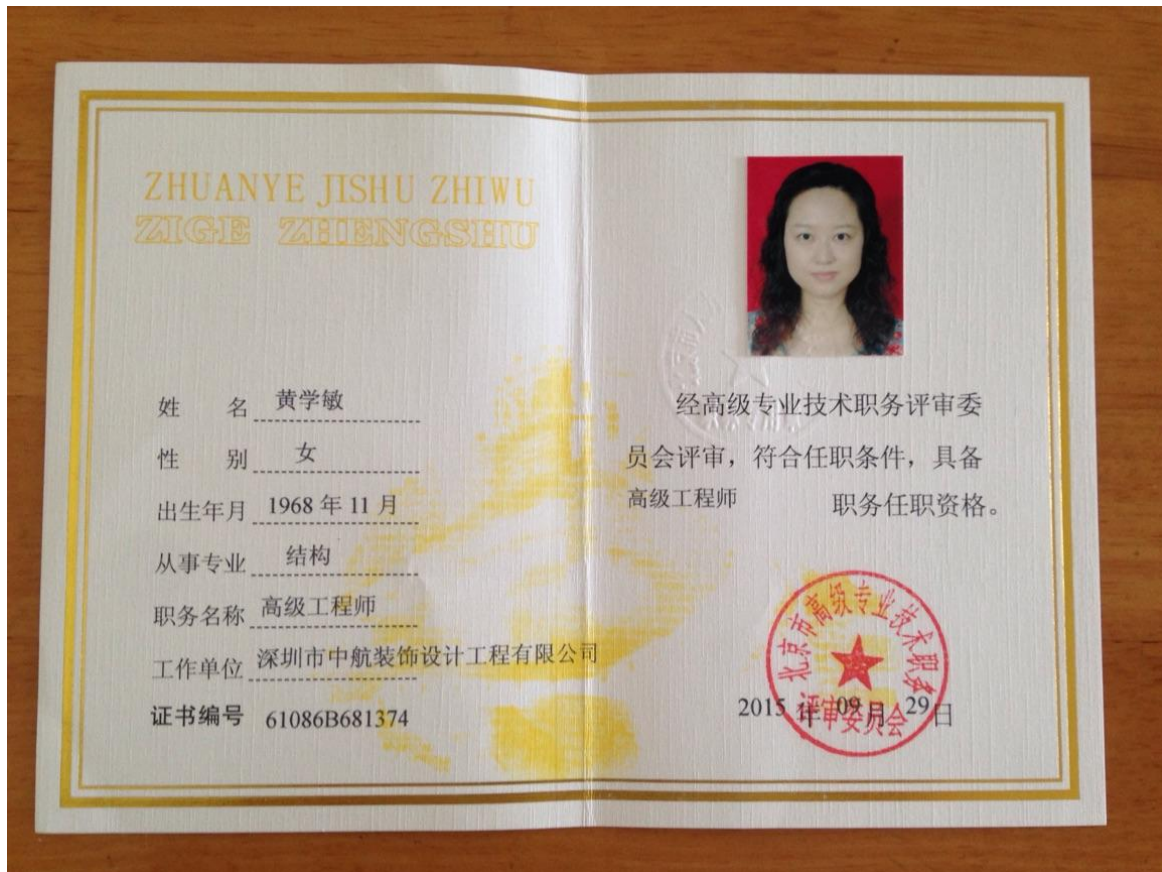 ZHUANYE JISHU ZHIWU
ZIGE ZHENGSHU
姓 名 黄学敏
性 别 女
出生年月 1968 年 11 月
从事专业 结构
职务名称 高级工程师
工作单位 深圳市中航装饰设计工程有限公司
证书编号 61086B681374
经高级专业技术职务评审委
员会评审，符合任职条件，具备
高级工程师 职务任职资格。
北京市高级专业技术职务
评审委员会
2015 年 09 月 29 日